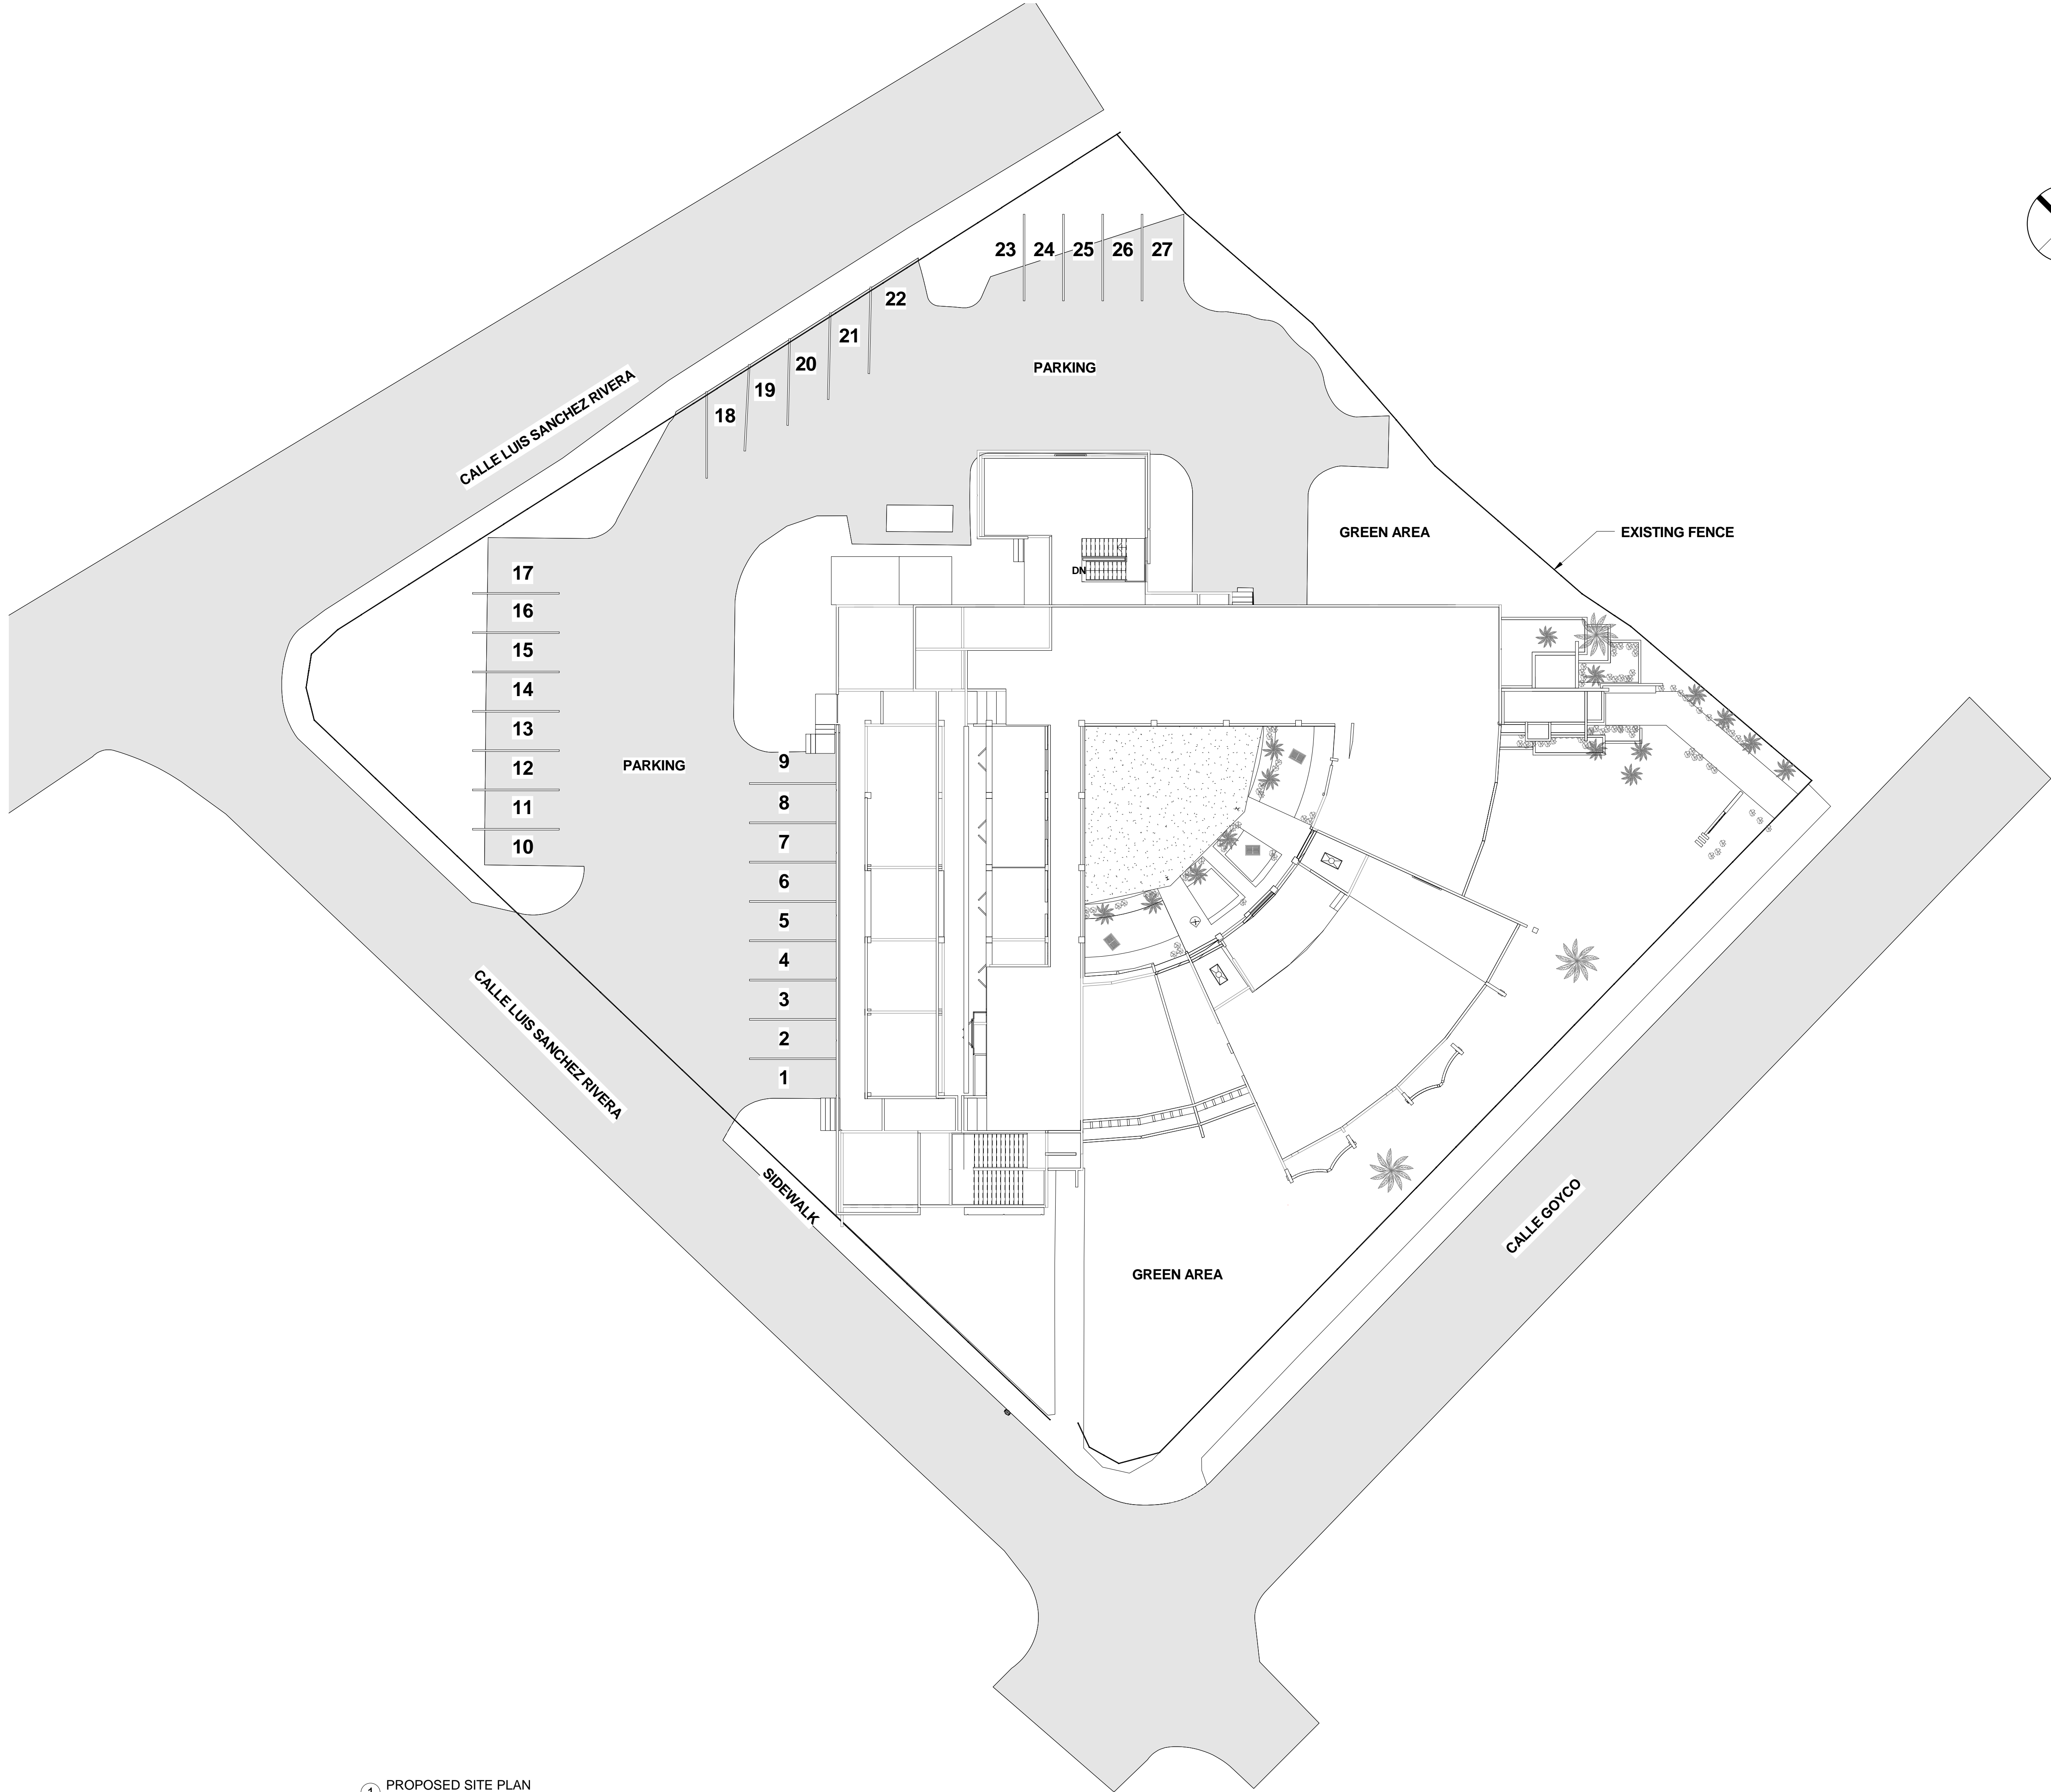 23 24 25 26 27
22
21
20
19
18
PARKING
CALLE LUIS SANCHEZ RIVERA
GREEN AREA
EXISTING FENCE
DN
17
16
15
14
13
12
11
10
PARKING
9
8
7
6
5
4
3
2
1
CALLE LUIS SANCHEZ RIVERA
SIDEWALK
CALLE GOYCO
GREEN AREA
1
PROPOSED SITE PLAN